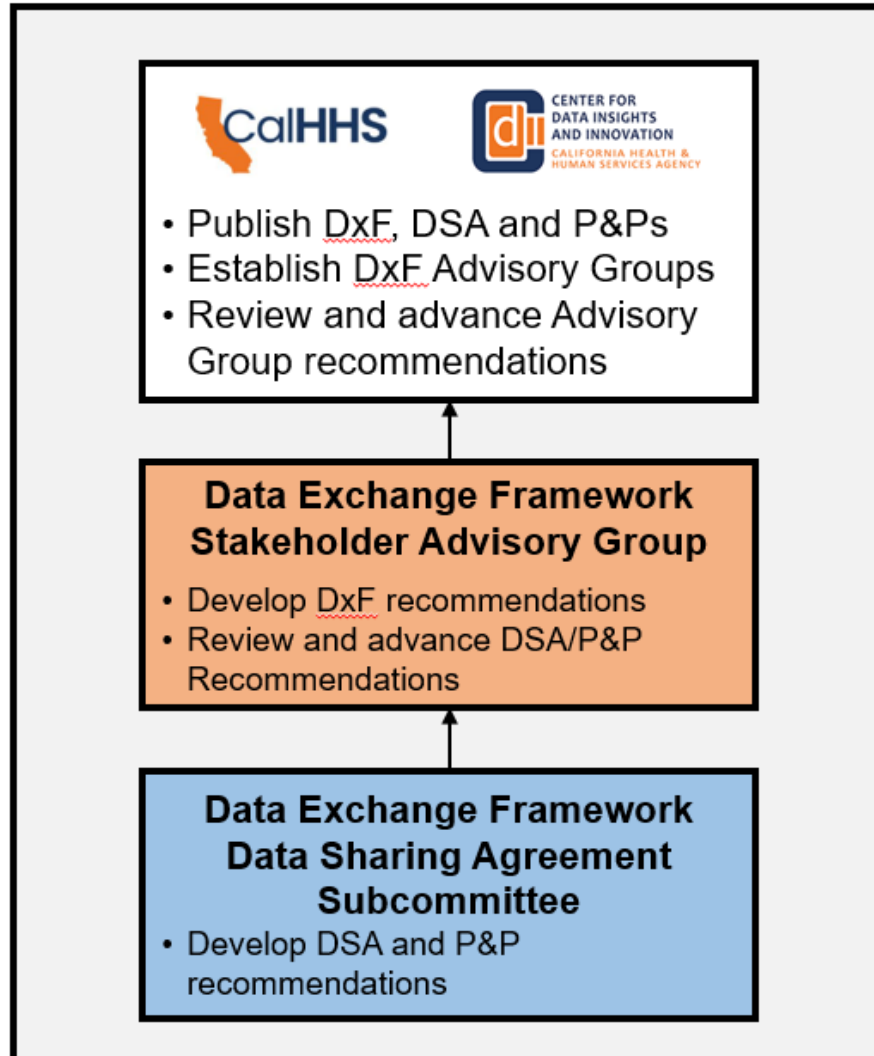 CalHHS
CENTER FOR
DATA INSIGHTS
AND INNOVATION
CALIFORNIA HEALTH &
HUMAN SERVICES AGENCY
• Publish DxF, DSA and P&Ps
• Establish DxF Advisory Groups
• Review and advance Advisory
Group recommendations
Data Exchange Framework
Stakeholder Advisory Group
• Develop DxF recommendations
• Review and advance DSA/P&P
Recommendations
Data Exchange Framework
Data Sharing Agreement
Subcommittee
• Develop DSA and P&P
recommendations